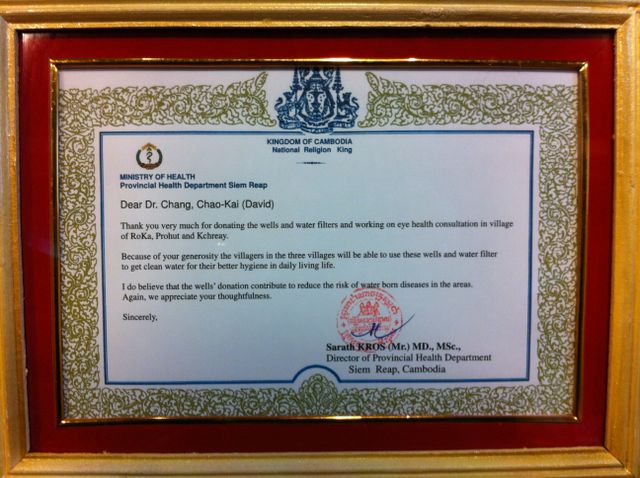 KINGDOM OF CAMBODIA
National Religion King
MINISTRY OF HEALTH
Provincial Health Department Siem Reap
Dear Dr. Chang, Chao-Kai (David)
Thank you very much for donating the wells and water filters and working on eye health consultation in village
of RoKa, Prohut and Kchreay.
Because of your generosity the villagers in the three villages will be able to use these wells and water filter
to get clean water for their better hygiene in daily living life.
I do believe that the wells' donation contribute to reduce the risk of water born diseases in the areas.
Again, we appreciate your thoughtfulness.
Sincerely,
Sarath KROS (Mr.) MD., MSc.,
Director of Provincial Health Department
Siem Reap, Cambodia